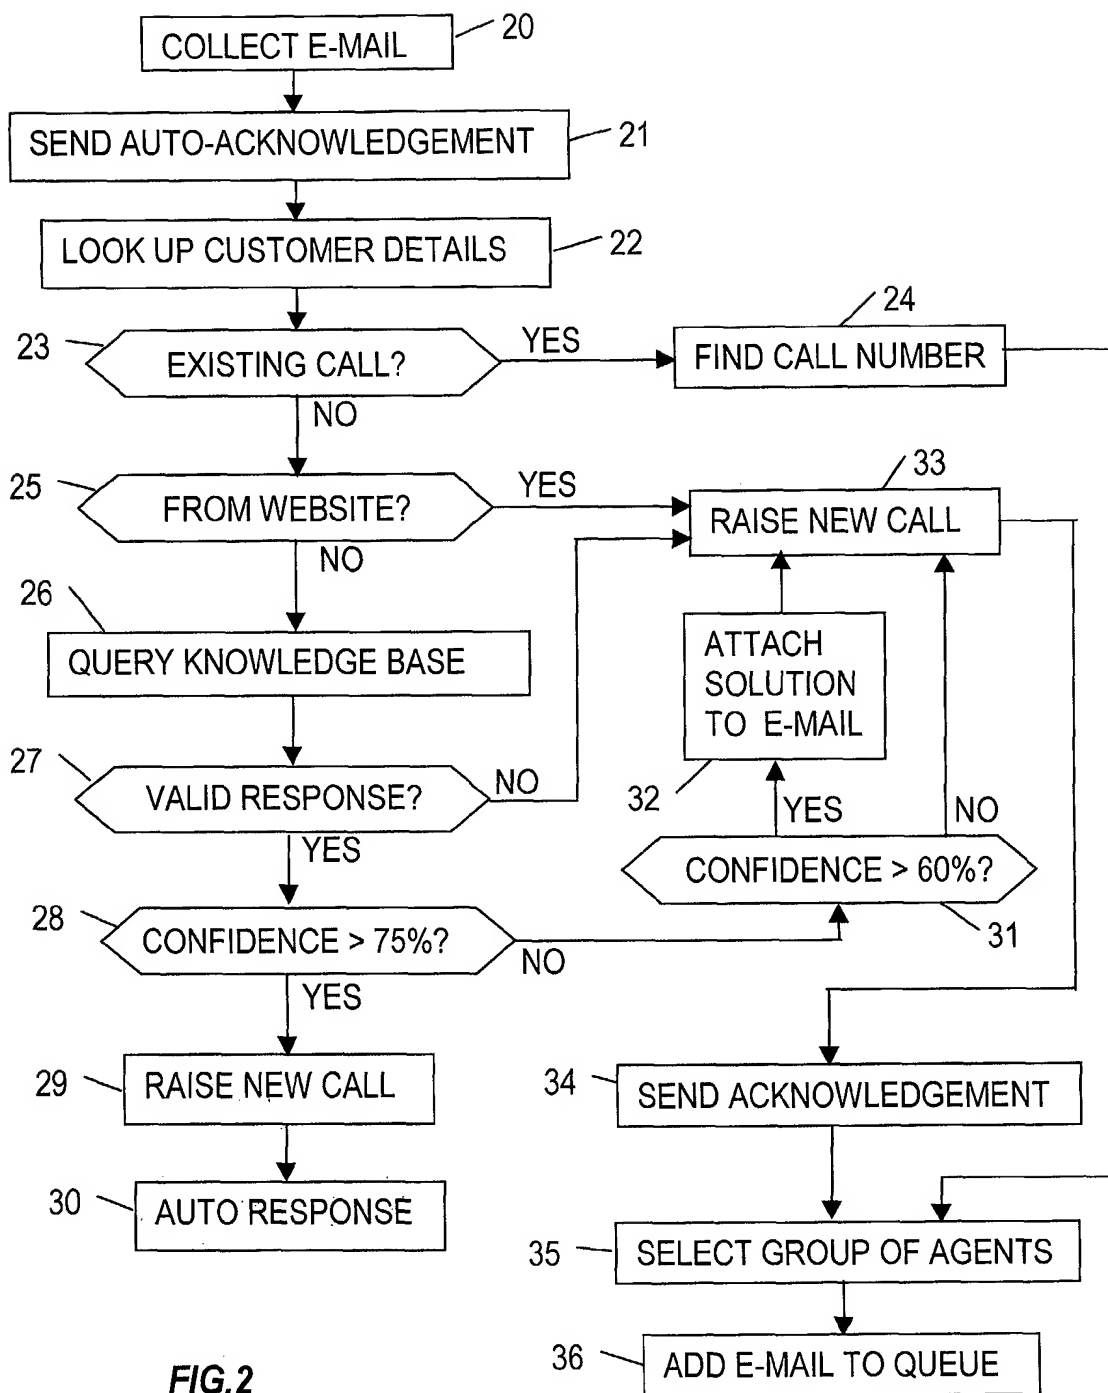 COLLECT E-MAIL
20
SEND AUTO-ACKNOWLEDGEMENT
21
LOOK UP CUSTOMER DETAILS
22
23
EXISTING CALL?
YES
24
FIND CALL NUMBER
NO
25
FROM WEBSITE?
YES
33
RAISE NEW CALL
NO
26
QUERY KNOWLEDGE BASE
ATTACH
SOLUTION
TO E-MAIL
32
27
VALID RESPONSE?
NO
YES
YES
NO
CONFIDENCE > 60%?
31
28
CONFIDENCE > 75%?
NO
YES
29
RAISE NEW CALL
34
SEND ACKNOWLEDGEMENT
30
AUTO RESPONSE
35
SELECT GROUP OF AGENTS
36
ADD E-MAIL TO QUEUE
FIG.2